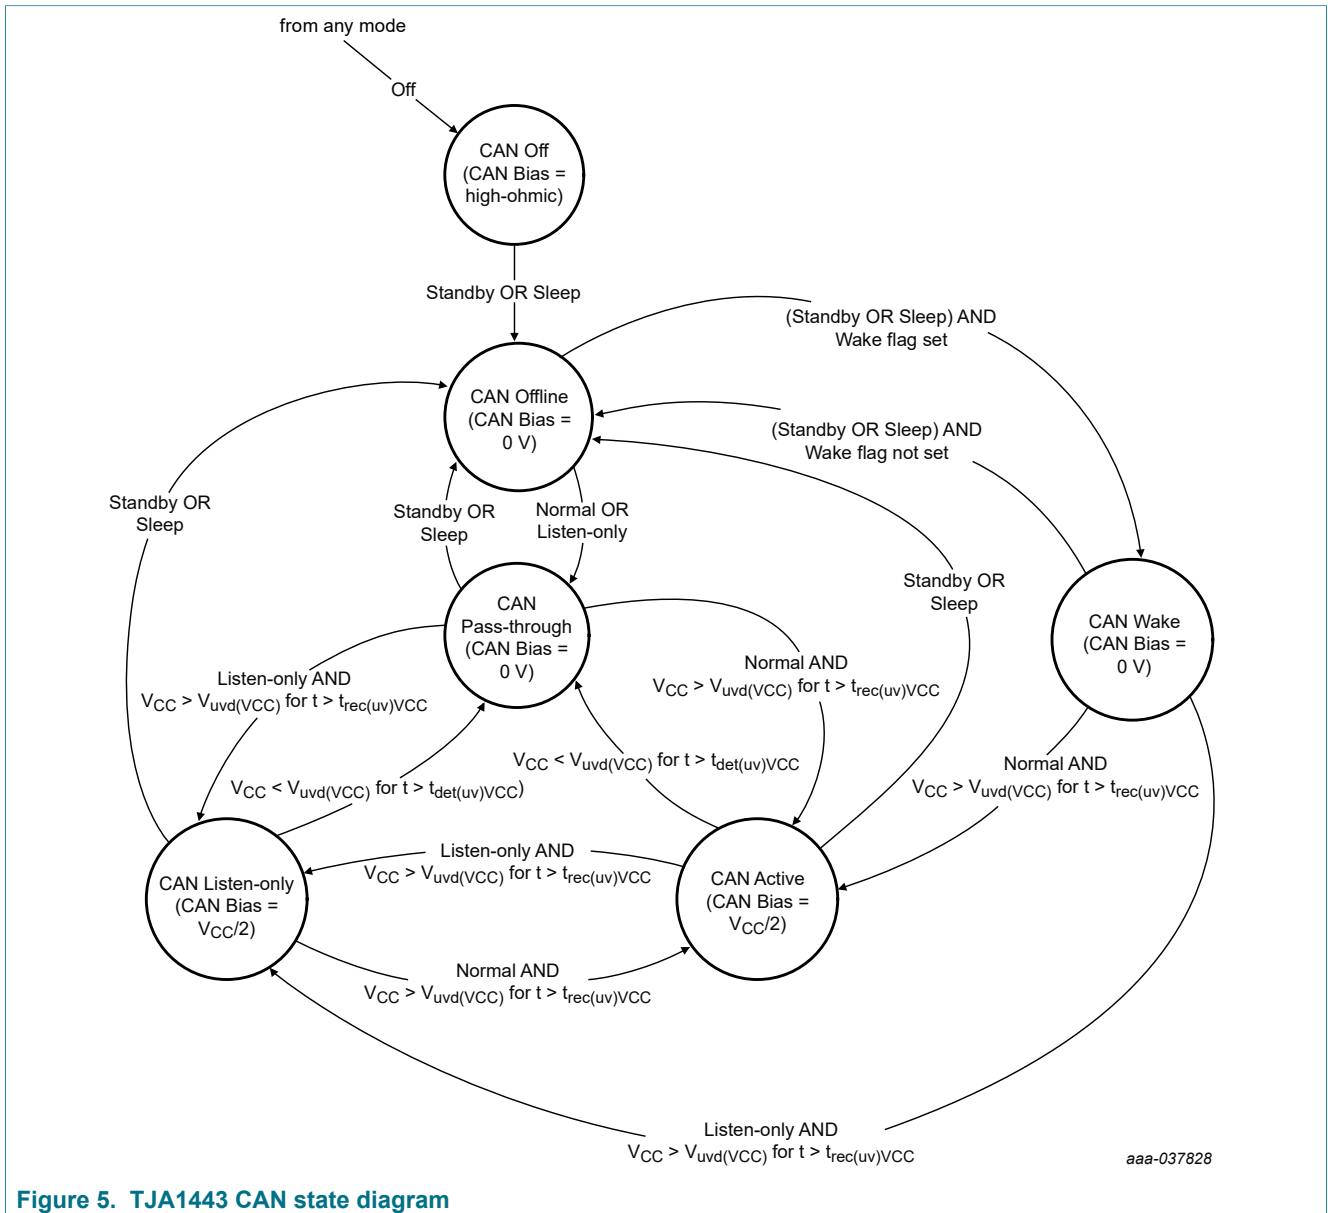 from any mode
Off
CAN Off
(CAN Bias =
high-ohmic)
Standby OR Sleep
(Standby OR Sleep) AND
Wake flag set
CAN Offline
(CAN Bias =
0 V)
(Standby OR Sleep) AND
Wake flag not set
Standby OR
Sleep
Standby OR
Sleep
Normal OR
Listen-only
Standby OR
Sleep
CAN
Pass-through
(CAN Bias =
0 V)
CAN Wake
(CAN Bias =
0 V)
Listen-only AND
VCC > Vuvd(VCC) for t > trec(uv)VCC
Normal AND
VCC > Vuvd(VCC) for t > trec(uv)VCC
VCC < Vuvd(VCC) for t > tdet(uv)VCC)
VCC < Vuvd(VCC) for t > tdet(uv)VCC
Normal AND
VCC > Vuvd(VCC) for t > trec(uv)VCC
Listen-only AND
VCC > Vuvd(VCC) for t > trec(uv)VCC
CAN Listen-only
(CAN Bias =
VCC/2)
CAN Active
(CAN Bias =
VCC/2)
Normal AND
VCC > Vuvd(VCC) for t > trec(uv)VCC
Listen-only AND
VCC > Vuvd(VCC) for t > trec(uv)VCC
aaa-037828
Figure 5. TJA1443 CAN state diagram